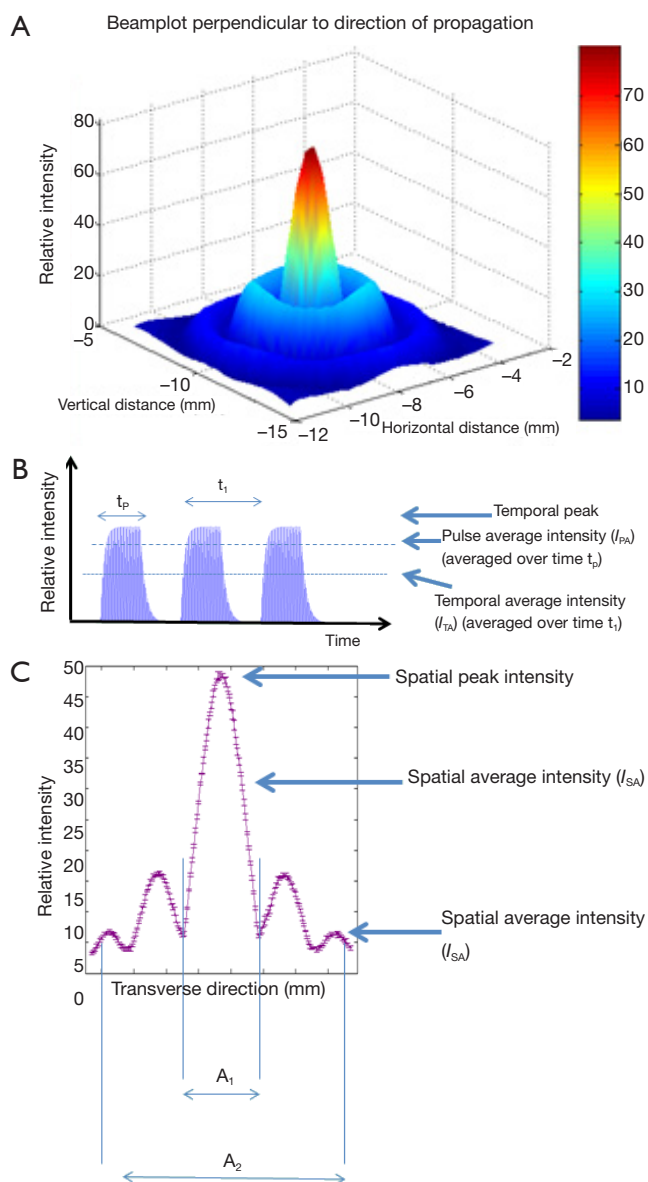 A
Beamplot perpendicular to direction of propagation
Relative intensity
80
60
40
20
0
–5
–10
–15
Vertical distance (mm)
–12
–10
–8
–6
–4
–2
Horizontal distance (mm)
70
60
50
40
30
20
10
B
Relative intensity
tP
t1
Time
Temporal peak
Pulse average intensity (IPA)
(averaged over time tp)
Temporal average intensity
(ITA) (averaged over time t1)
C
Relative intensity
50
45
40
35
30
25
20
15
10
5
0
Transverse direction (mm)
Spatial peak intensity
Spatial average intensity (ISA)
Spatial average intensity
(ISA)
A1
A2